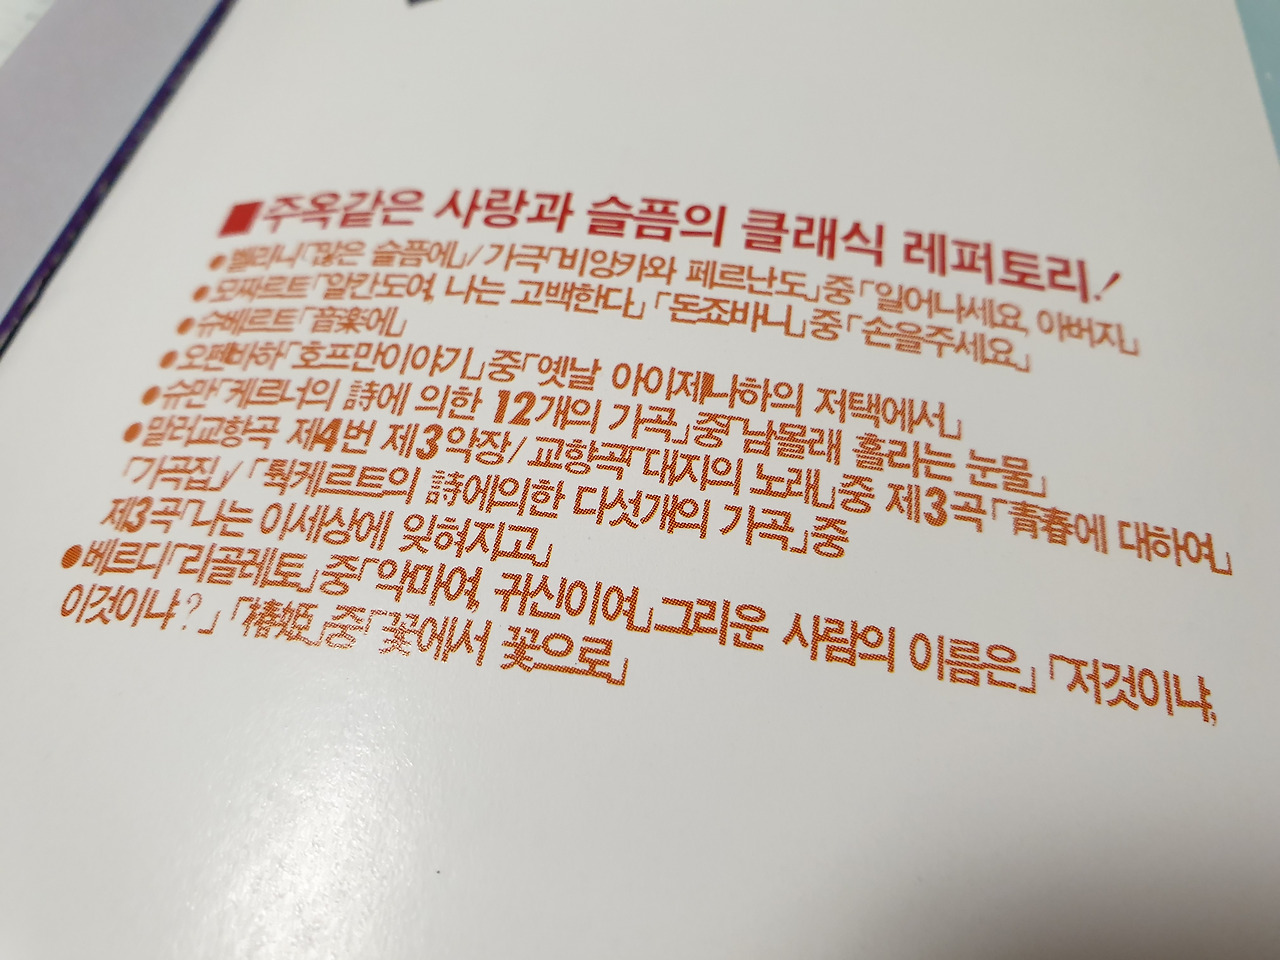 ■주옥같은 사랑과 슬픔의 클래식 레퍼토리!
●벨리니「많은 슬픔에」/ 가극「비앙카와 페르난도」중「일어나세요, 아버지」
●모짜르트「알칸도여, 나는 고백한다」「돈죠바니」중「손을주세요」
●슈베르트「音楽에」
●오펜바하「호프만이야기」중「옛날 아이제나하의 저택에서」
●슈만「케르너의 詩에 의한 12개의 가곡」중「남몰래 흘리는 눈물」
●말러교향곡 제4번 제3악장/ 교향곡「대지의 노래」중 제3곡「青春에 대하여」
「가곡집」/「뤽케르트의 詩에의한 다섯개의 가곡」중
제3곡「나는 이세상에 잊혀지고」
●베르디「리골레토」중「악마여, 귀신이여」그리운 사람의 이름은」「저것이냐,
이것이냐?」「椿姫」중「꽃에서 꽃으로」